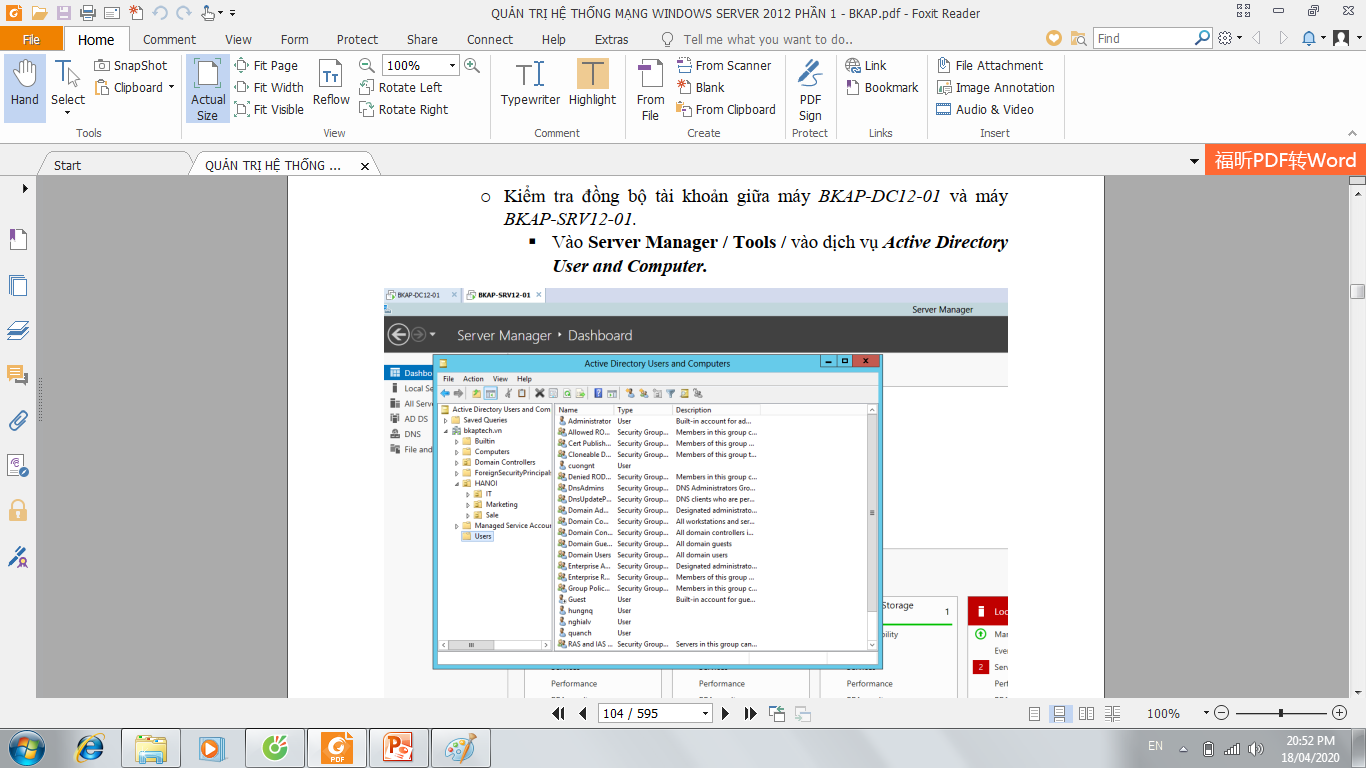 QUẢN TRỊ HỆ THỐNG MẠNG WINDOWS SERVER 2012 PHẦN 1 - BKAP.pdf - Foxit Reader
File Home Comment View Form Protect Share Connect Help Extras Tell me what you want to do.. Find
Hand
Select
SnapShot
Clipboard
Tools
Actual Size
Fit Page
Fit Width
Fit Visible
Reflow
100%
Rotate Left
Rotate Right
View
Typewriter
Highlight
Comment
From File
From Scanner
Blank
From Clipboard
Create
PDF Sign
Protect
Link
Bookmark
Links
File Attachment
Image Annotation
Audio & Video
Insert
Start
QUẢN TRỊ HỆ THỐNG ...
福昕PDF转Word
o Kiểm tra đồng bộ tài khoản giữa máy BKAP-DC12-01 và máy
BKAP-SRV12-01.
▪ Vào Server Manager / Tools / vào dịch vụ Active Directory
User and Computer.
BKAP-DC12-01 BKAP-SRV12-01
Server Manager
Server Manager ‣ Dashboard
Dashbo
Local Se
All Serve
AD DS
DNS
File and
Active Directory Users and Computers
File Action View Help
Active Directory Users and Com
Saved Queries
bkaptech.vn
Builtin
Computers
Domain Controllers
ForeignSecurityPrincipals
HANOI
IT
Marketing
Sale
Managed Service Accou
Users
Name Type Description
Administrator User Built-in account for ad...
Allowed RO... Security Group... Members in this group c...
Cert Publish... Security Group... Members of this group ...
Cloneable D... Security Group... Members of this group t...
cuongnt User
Denied ROD... Security Group... Members in this group c...
DnsAdmins Security Group... DNS Administrators Gro...
DnsUpdateP... Security Group... DNS clients who are per...
Domain Ad... Security Group... Designated administrato...
Domain Co... Security Group... All workstations and ser...
Domain Con... Security Group... All domain controllers i...
Domain Gue... Security Group... All domain guests
Domain Users Security Group... All domain users
Enterprise A... Security Group... Designated administrato...
Enterprise R... Security Group... Members of this group ...
Group Polic... Security Group... Members in this group c...
Guest User Built-in account for gue...
hungnq User
nghialv User
quanch User
RAS and IAS ... Security Group... Servers in this group can...
Storage 1
bility
Loc
Mar
Ever
2 Serv
Perf
Performance Performance Performance
104 / 595
100%
EN
20:52 PM
18/04/2020